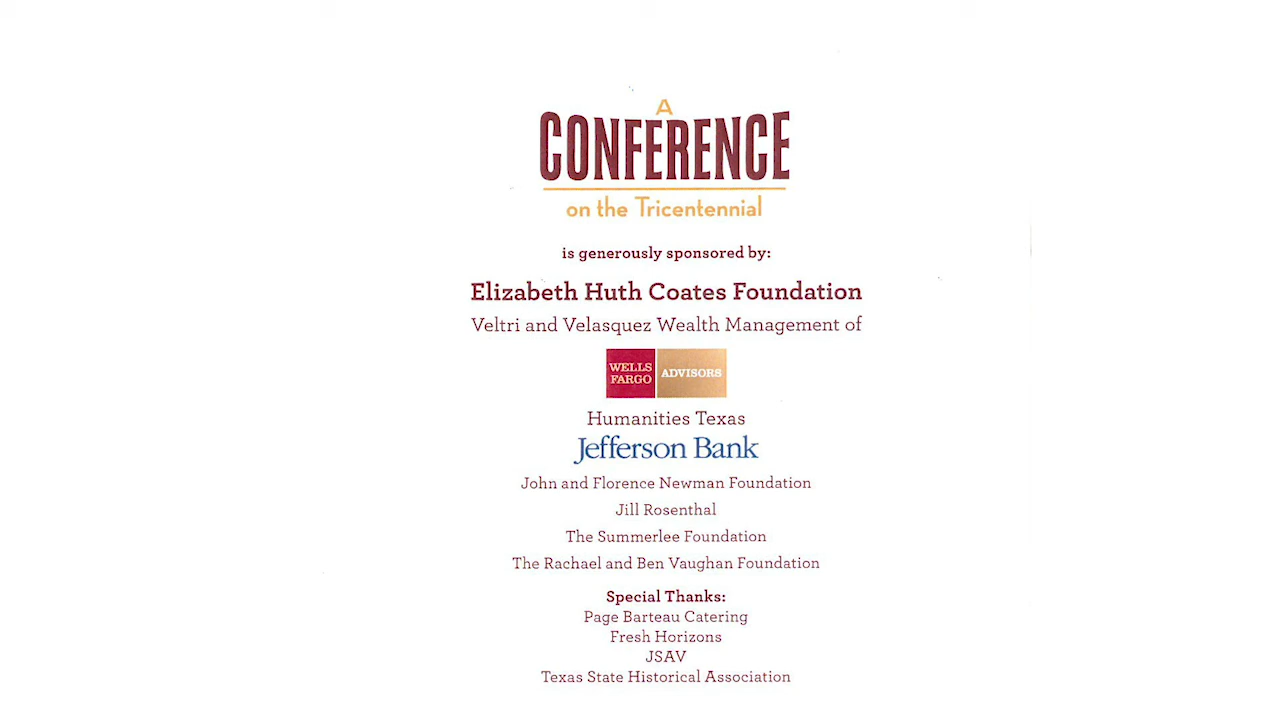 A
CONFERENCE
on the Tricentennial
is generously sponsored by:
Elizabeth Huth Coates Foundation
Veltri and Velasquez Wealth Management of
WELLS
FARGO
ADVISORS
Humanities Texas
Jefferson Bank
John and Florence Newman Foundation
Jill Rosenthal
The Summerlee Foundation
The Rachael and Ben Vaughan Foundation
Special Thanks:
Page Barteau Catering
Fresh Horizons
JSAV
Texas State Historical Association